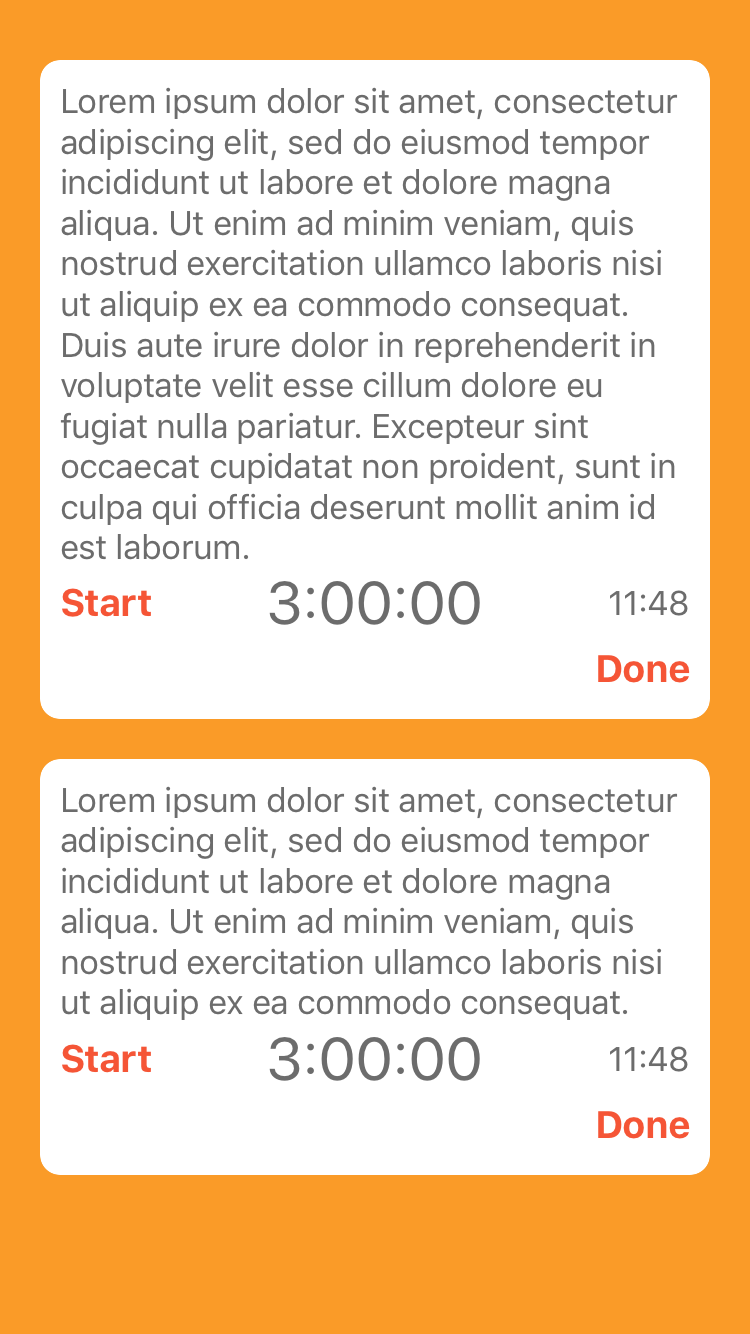 Lorem ipsum dolor sit amet, consectetur
adipiscing elit, sed do eiusmod tempor
incididunt ut labore et dolore magna
aliqua. Ut enim ad minim veniam, quis
nostrud exercitation ullamco laboris nisi
ut aliquip ex ea commodo consequat.
Duis aute irure dolor in reprehenderit in
voluptate velit esse cillum dolore eu
fugiat nulla pariatur. Excepteur sint
occaecat cupidatat non proident, sunt in
culpa qui officia deserunt mollit anim id
est laborum.
Start 3:00:00 11:48
Done
Lorem ipsum dolor sit amet, consectetur
adipiscing elit, sed do eiusmod tempor
incididunt ut labore et dolore magna
aliqua. Ut enim ad minim veniam, quis
nostrud exercitation ullamco laboris nisi
ut aliquip ex ea commodo consequat.
Start 3:00:00 11:48
Done